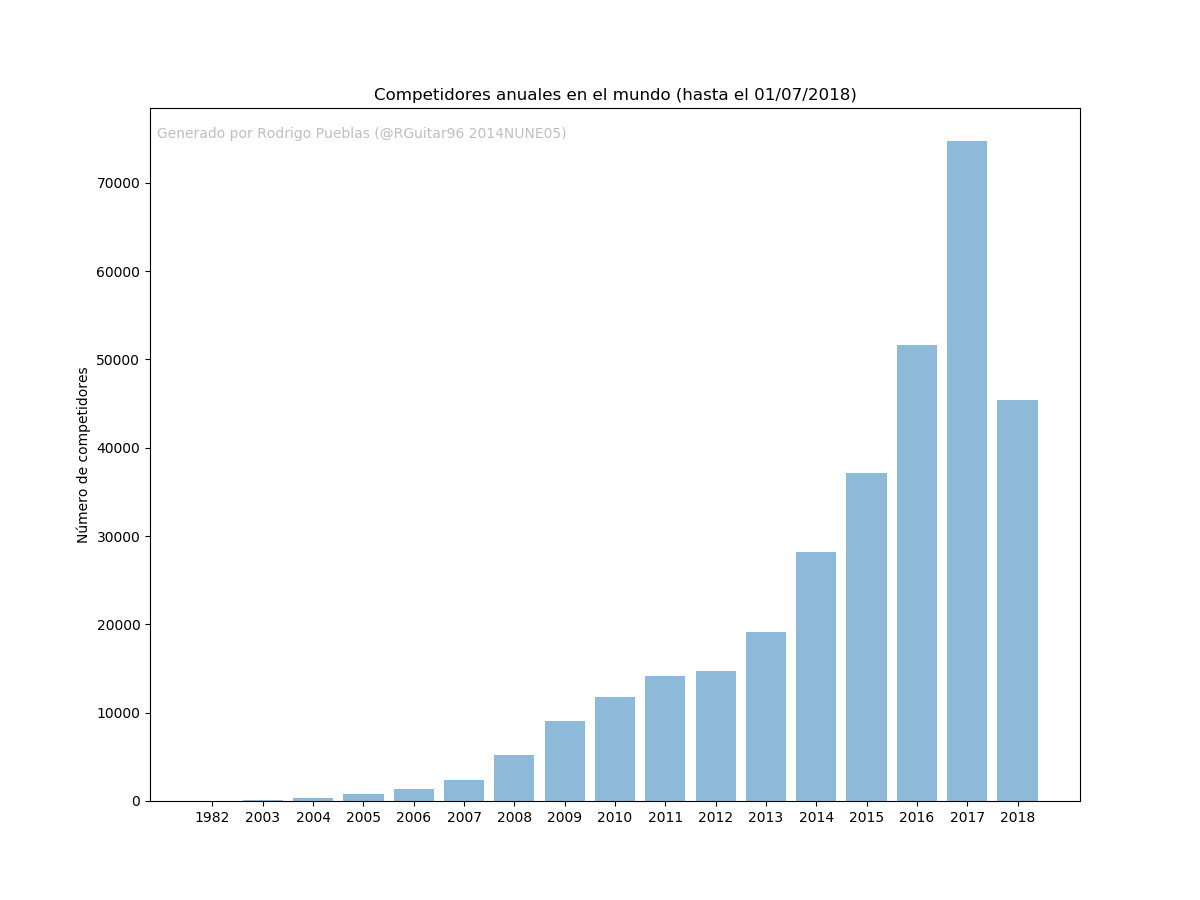 Competidores anuales en el mundo (hasta el 01/07/2018)
Generado por Rodrigo Pueblas (@RGuitar96 2014NUNE05)
Número de competidores
70000
60000
50000
40000
30000
20000
10000
0
1982 2003 2004 2005 2006 2007 2008 2009 2010 2011 2012 2013 2014 2015 2016 2017 2018